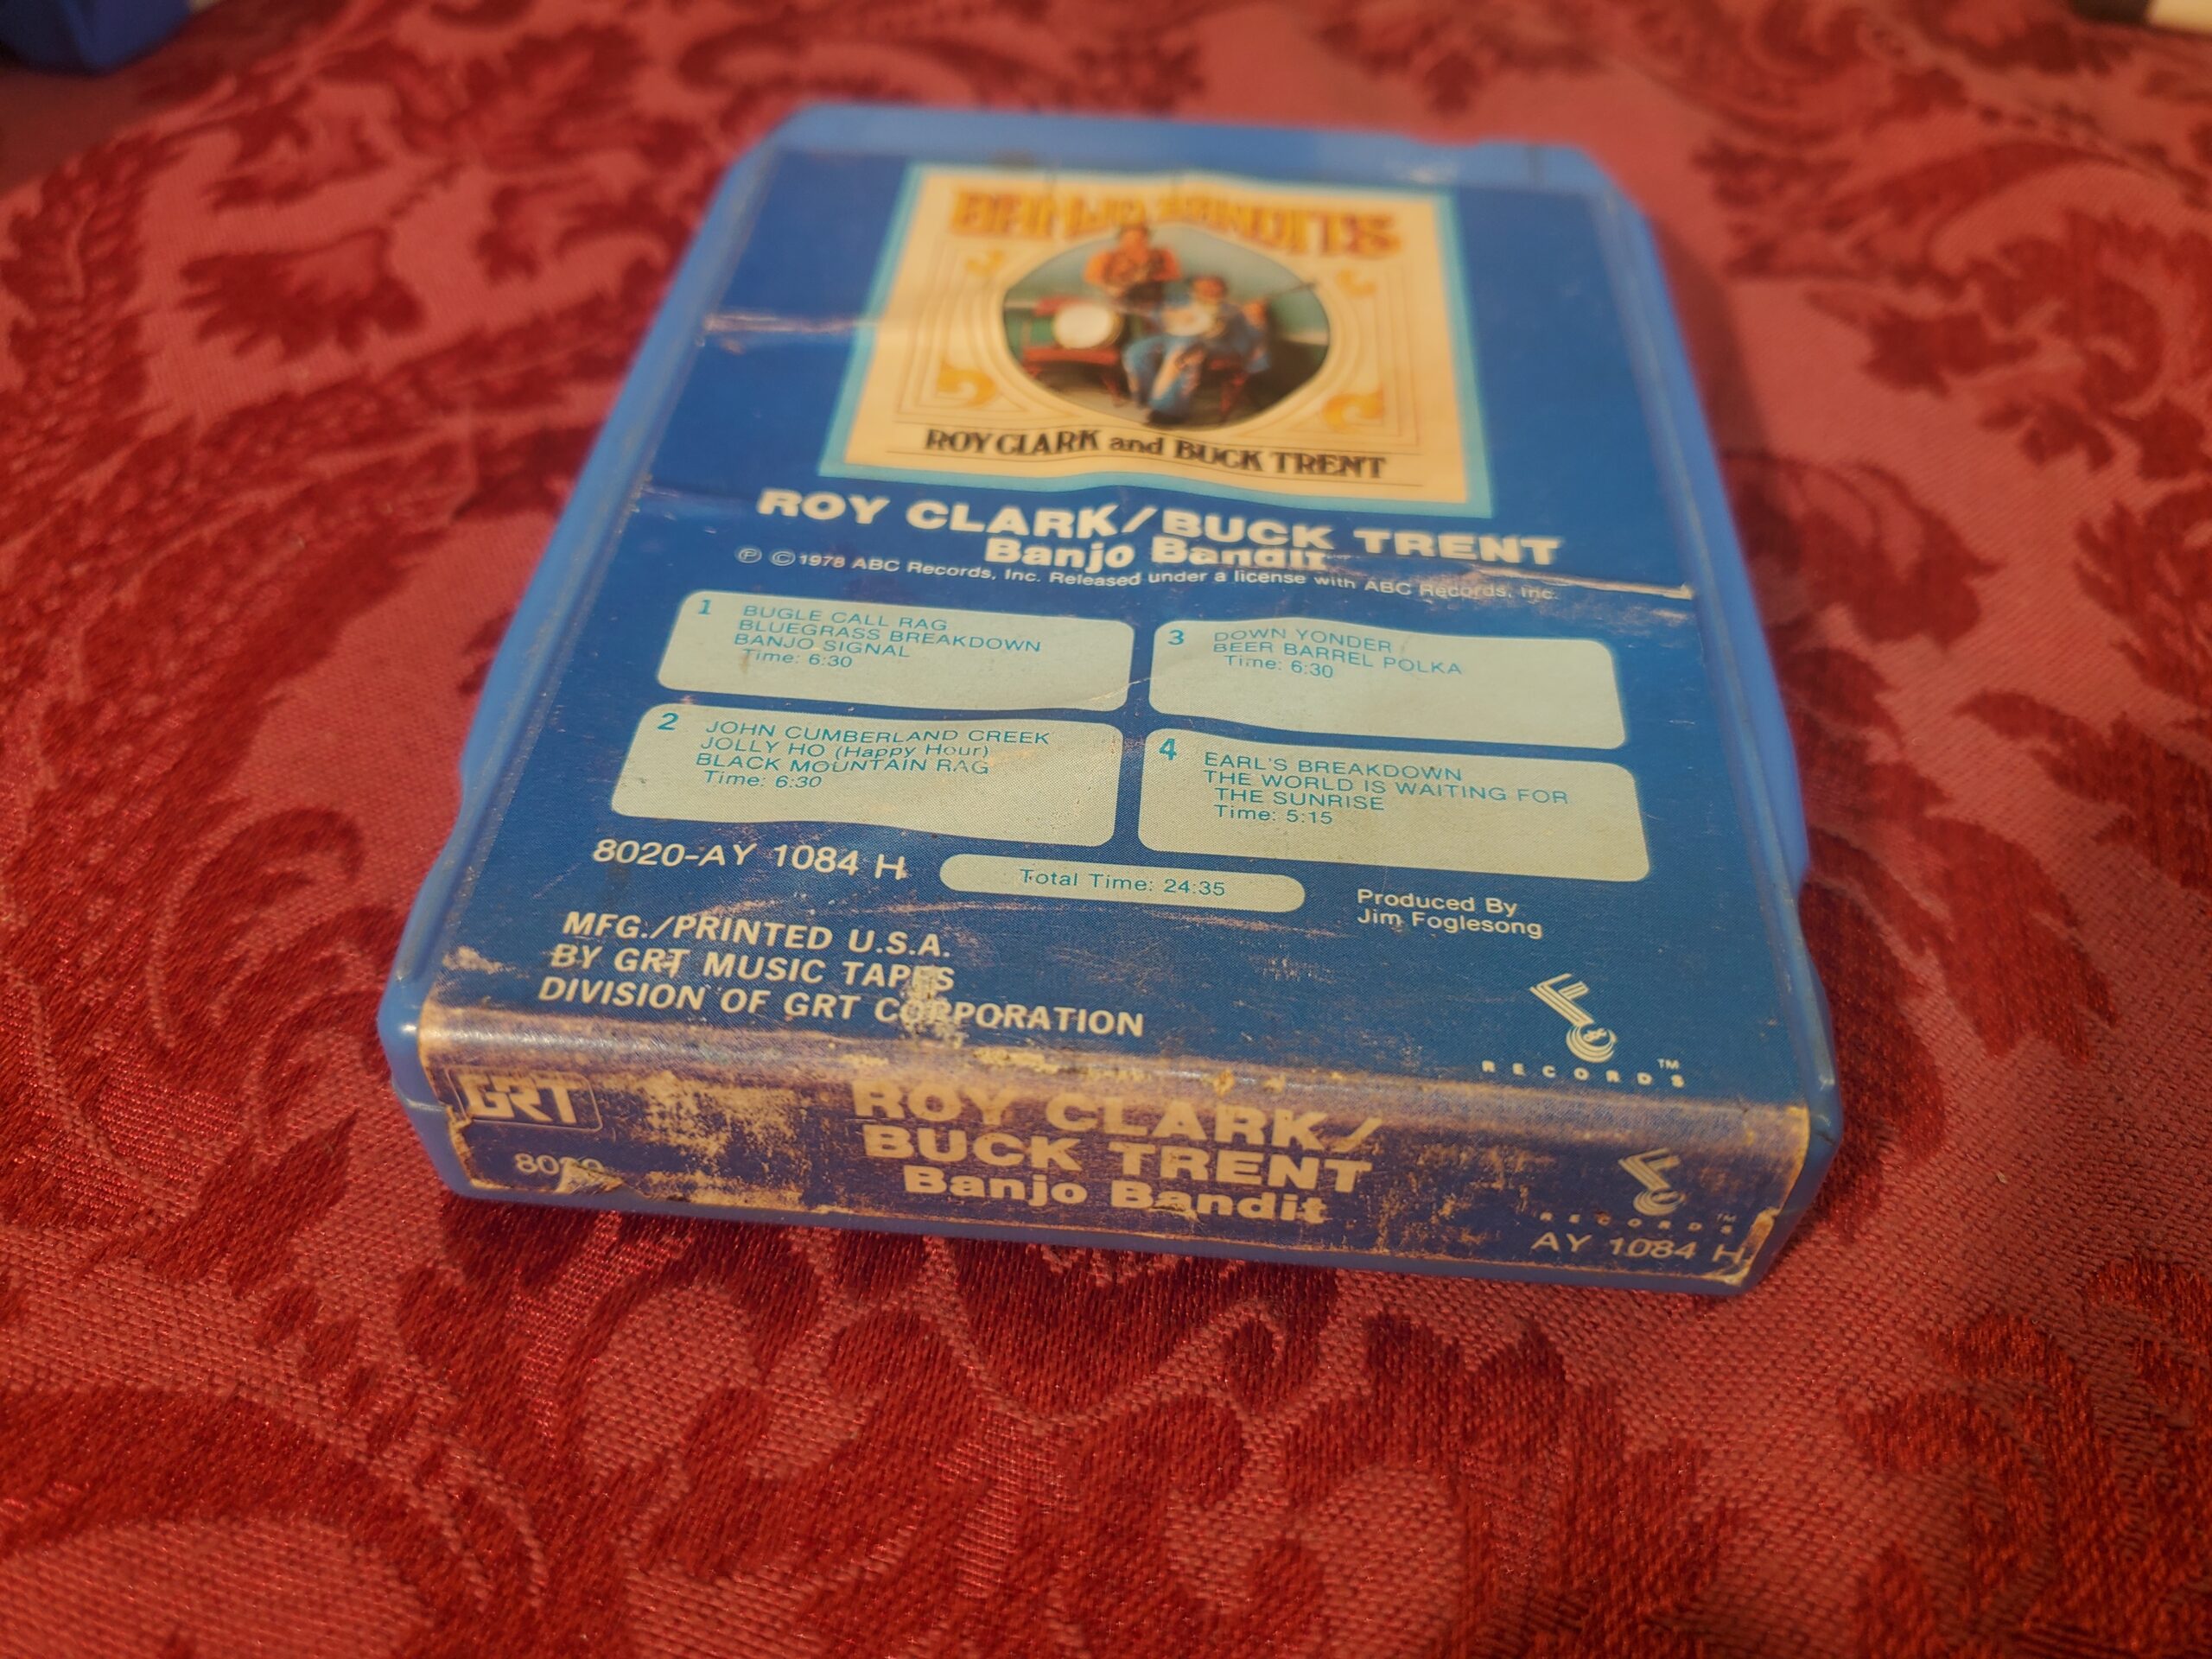 BANJO BANDITS
ROY CLARK and BUCK TRENT
ROY CLARK/BUCK TRENT
Banjo Bandit
℗ ©1978 ABC Records, Inc. Released under a license with ABC Records, Inc.
1
BUGLE CALL RAG
BLUEGRASS BREAKDOWN
BANJO SIGNAL
Time: 6:30
2
JOHN CUMBERLAND CREEK
JOLLY HO (Happy Hour)
BLACK MOUNTAIN RAG
Time: 6:30
3
DOWN YONDER
BEER BARREL POLKA
Time: 6:30
4
EARL'S BREAKDOWN
THE WORLD IS WAITING FOR
THE SUNRISE
Time: 5:15
8020-AY 1084 H
Total Time: 24:35
Produced By
Jim Foglesong
MFG./PRINTED U.S.A.
BY GRT MUSIC TAPES
DIVISION OF GRT CORPORATION
abc
RECORDS™
GRT
8020
ROY CLARK/
BUCK TRENT
Banjo Bandit
RECORDS™
AY 1084 H